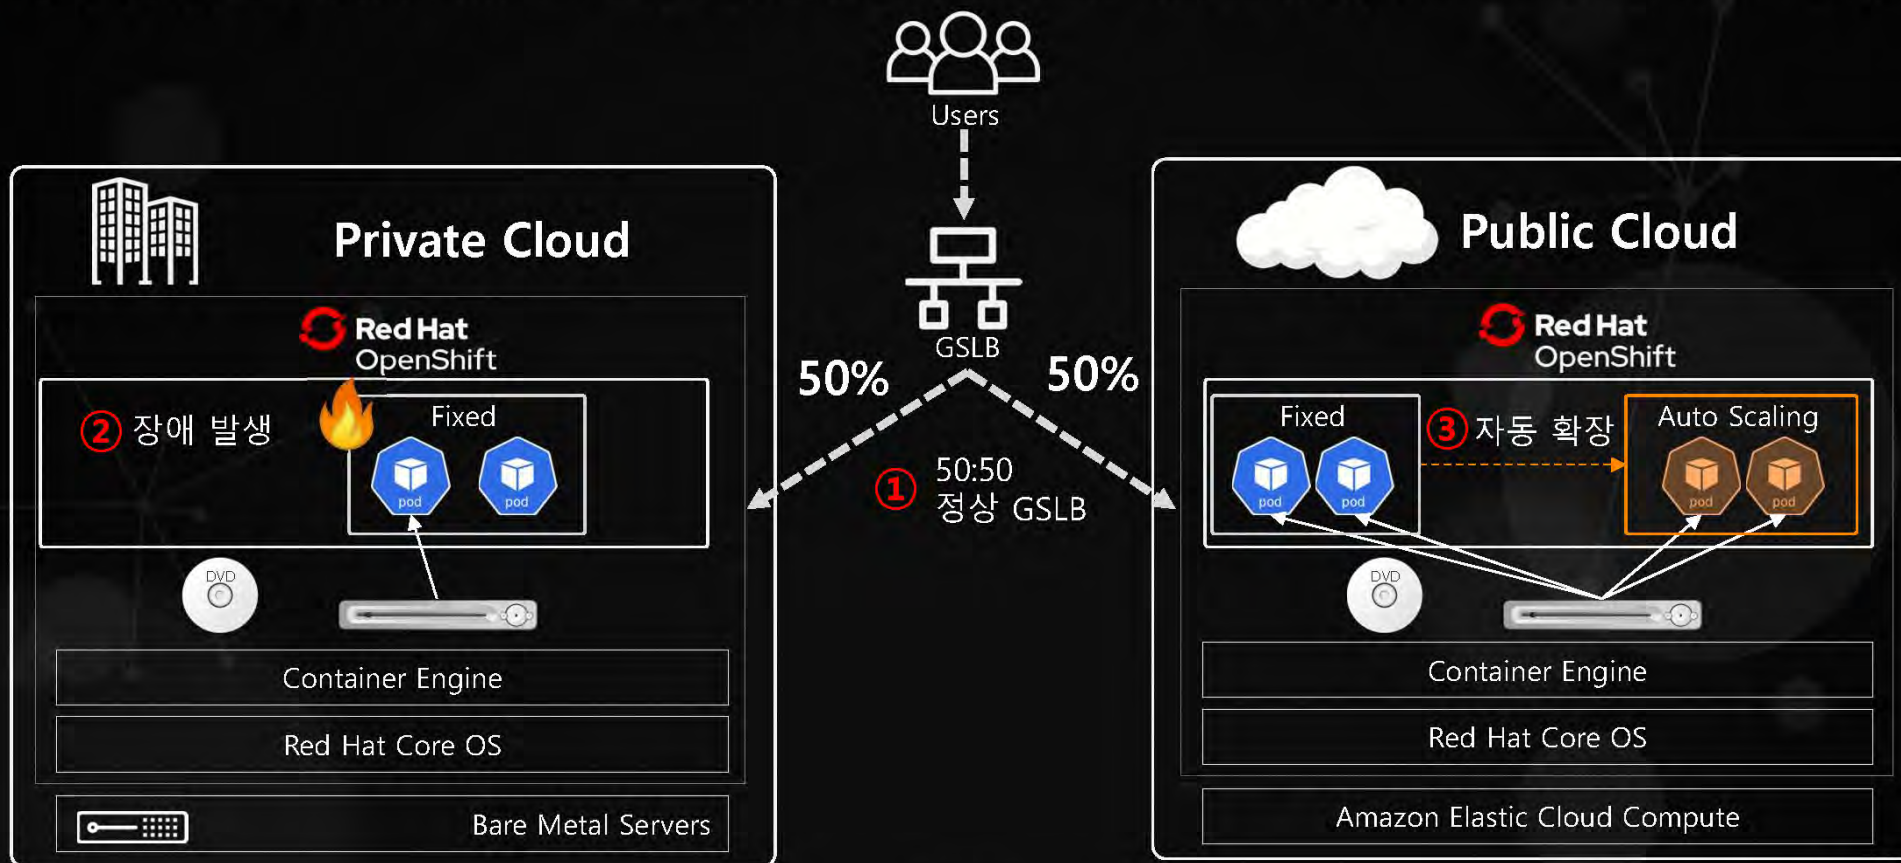 Users
GSLB
50%
50%
① 50:50
정상 GSLB
Private Cloud
Red Hat
OpenShift
② 장애 발생
Fixed
pod
pod
DVD
Container Engine
Red Hat Core OS
Bare Metal Servers
Public Cloud
Red Hat
OpenShift
Fixed
③ 자동 확장
Auto Scaling
pod
pod
pod
pod
DVD
Container Engine
Red Hat Core OS
Amazon Elastic Cloud Compute